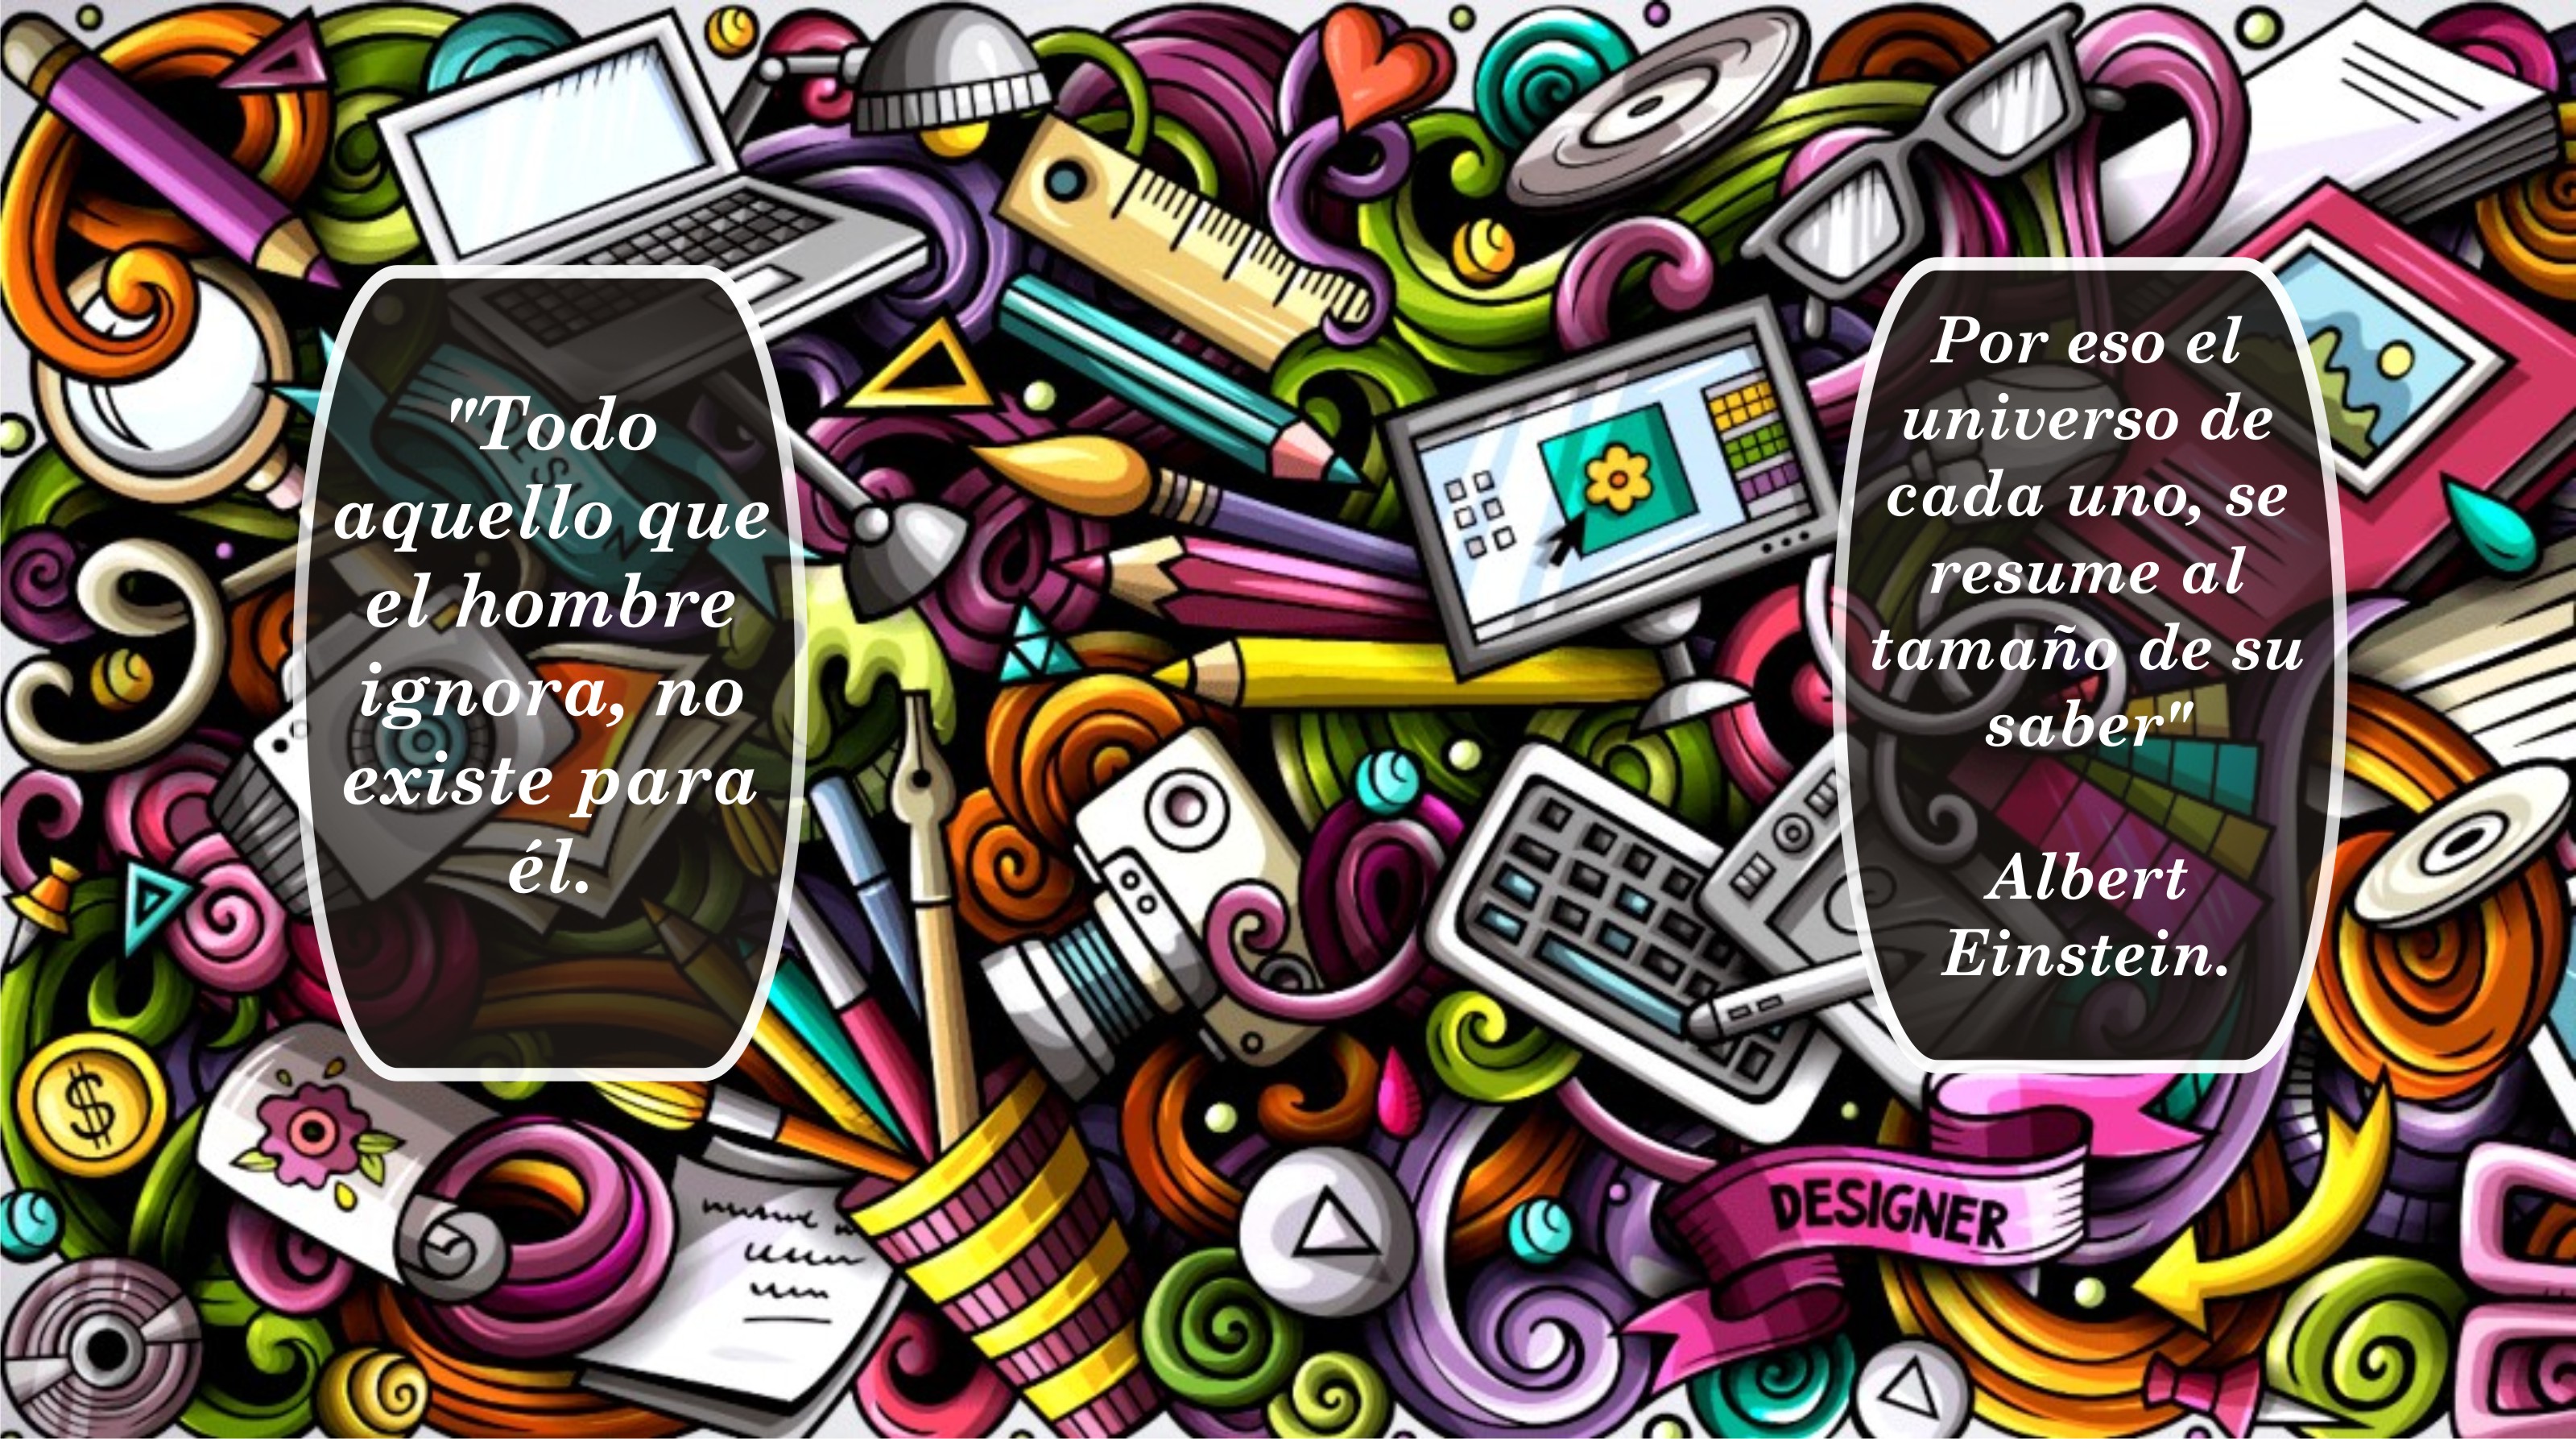 "Todo
aquello que
el hombre
ignora, no
existe para
él.
Por eso el
universo de
cada uno, se
resume al
tamaño de su
saber"
Albert
Einstein.
DESIGN
DESIGNER
$